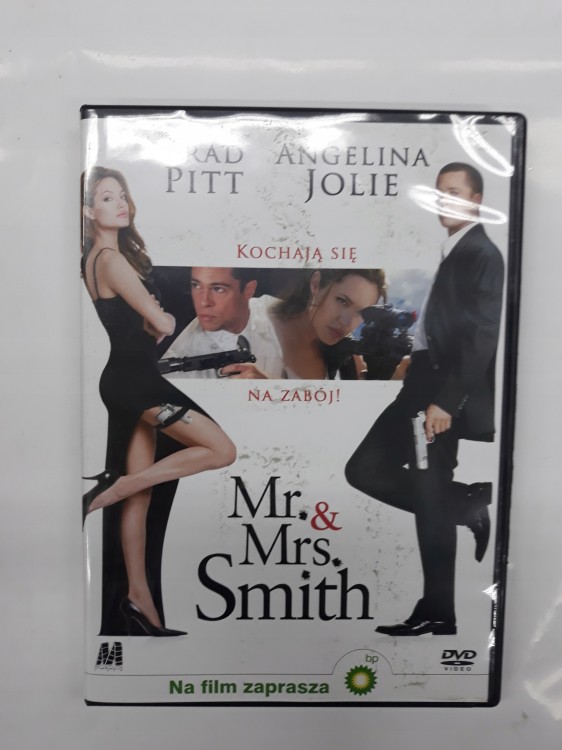 RAD ANGELINA
PITT JOLIE
KOCHAJĄ SIĘ
NA ZABÓJ!
Mr. &
Mrs.
Smith
bp
Na film zaprasza
DVD
VIDEO